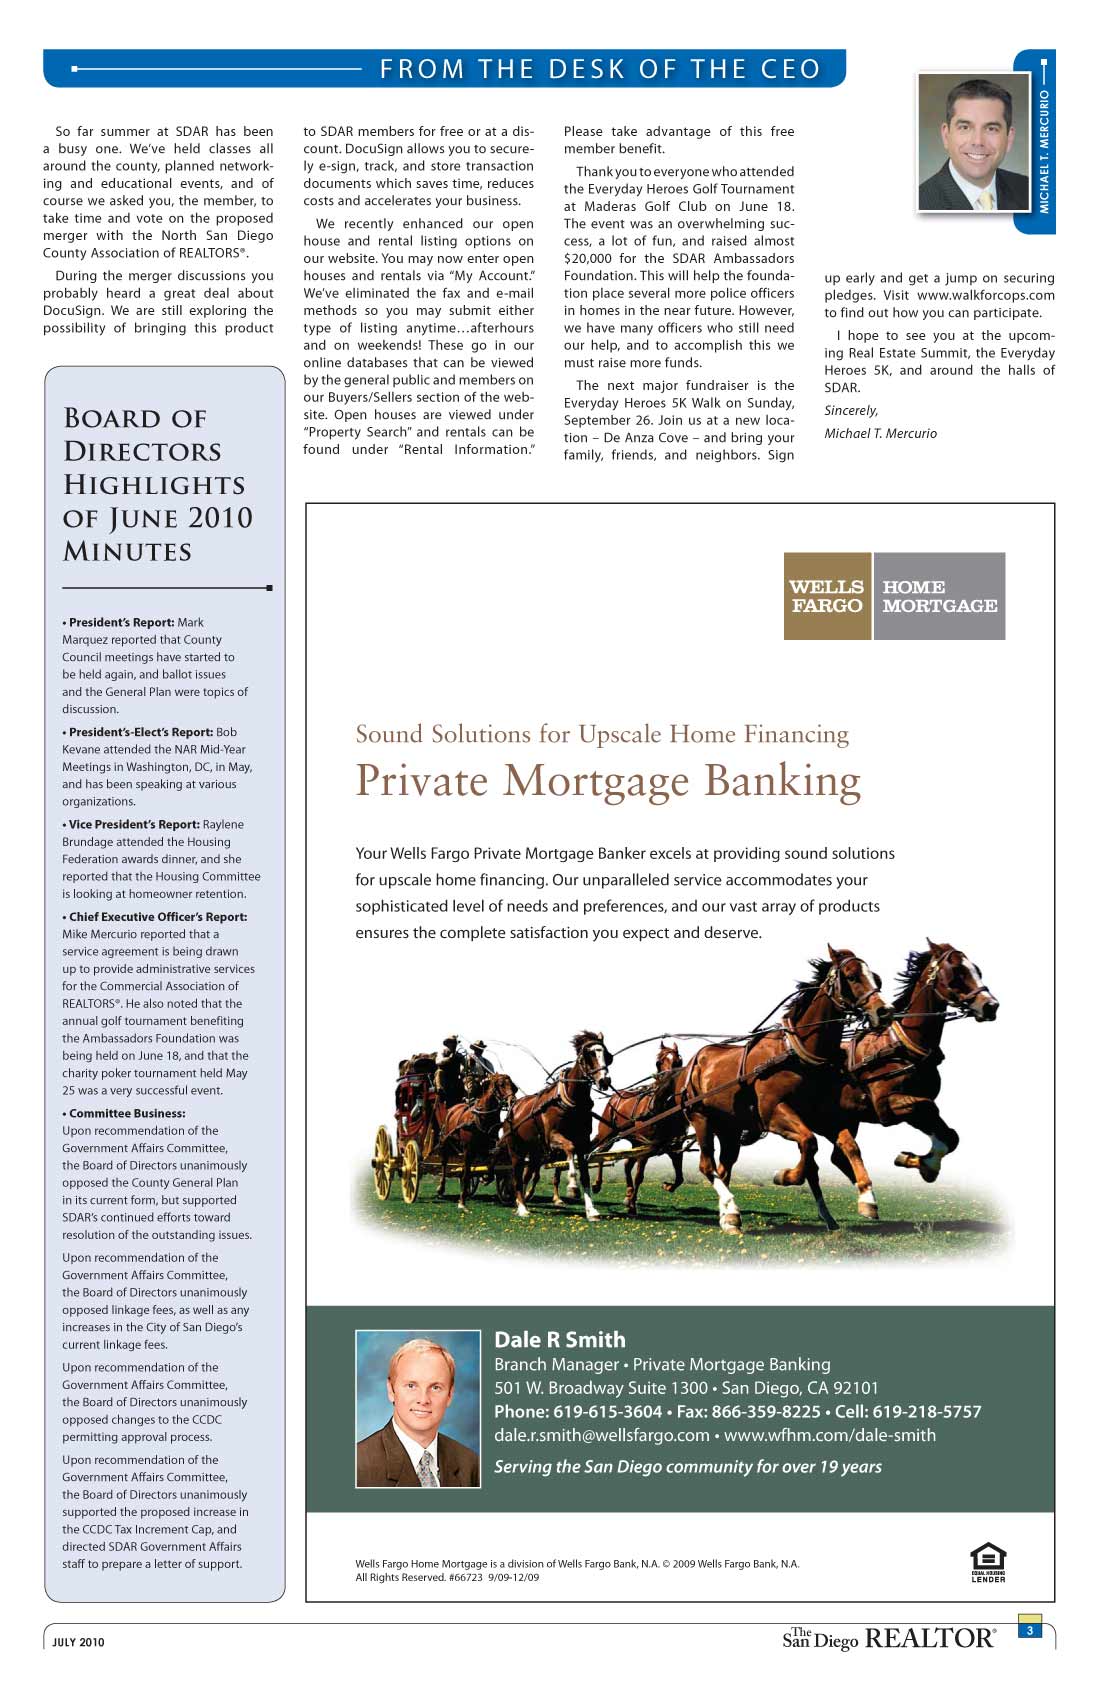 FROM THE DESK OF THE CEO
MICHAEL T. MERCURIO
So far summer at SDAR has been
a busy one. We've held classes all
around the county, planned network-
ing and educational events, and of
course we asked you, the member, to
take time and vote on the proposed
merger with the North San Diego
County Association of REALTORS®.
During the merger discussions you
probably heard a great deal about
DocuSign. We are still exploring the
possibility of bringing this product
to SDAR members for free or at a dis-
count. DocuSign allows you to secure-
ly e-sign, track, and store transaction
documents which saves time, reduces
costs and accelerates your business.
We recently enhanced our open
house and rental listing options on
our website. You may now enter open
houses and rentals via “My Account.”
We've eliminated the fax and e-mail
methods so you may submit either
type of listing anytime…afterhours
and on weekends! These go in our
online databases that can be viewed
by the general public and members on
our Buyers/Sellers section of the web-
site. Open houses are viewed under
“Property Search” and rentals can be
found under “Rental Information.”
Please take advantage of this free
member benefit.
Thank you to everyone who attended
the Everyday Heroes Golf Tournament
at Maderas Golf Club on June 18.
The event was an overwhelming suc-
cess, a lot of fun, and raised almost
$20,000 for the SDAR Ambassadors
Foundation. This will help the founda-
tion place several more police officers
in homes in the near future. However,
we have many officers who still need
our help, and to accomplish this we
must raise more funds.
The next major fundraiser is the
Everyday Heroes 5K Walk on Sunday,
September 26. Join us at a new loca-
tion – De Anza Cove – and bring your
family, friends, and neighbors. Sign
up early and get a jump on securing
pledges. Visit www.walkforcops.com
to find out how you can participate.
I hope to see you at the upcom-
ing Real Estate Summit, the Everyday
Heroes 5K, and around the halls of
SDAR.
Sincerely,
Michael T. Mercurio
BOARD OF
DIRECTORS
HIGHLIGHTS
OF JUNE 2010
MINUTES
• President's Report: Mark
Marquez reported that County
Council meetings have started to
be held again, and ballot issues
and the General Plan were topics of
discussion.
• President's-Elect's Report: Bob
Kevane attended the NAR Mid-Year
Meetings in Washington, DC, in May,
and has been speaking at various
organizations.
• Vice President's Report: Raylene
Brundage attended the Housing
Federation awards dinner, and she
reported that the Housing Committee
is looking at homeowner retention.
• Chief Executive Officer's Report:
Mike Mercurio reported that a
service agreement is being drawn
up to provide administrative services
for the Commercial Association of
REALTORS®. He also noted that the
annual golf tournament benefiting
the Ambassadors Foundation was
being held on June 18, and that the
charity poker tournament held May
25 was a very successful event.
• Committee Business:
Upon recommendation of the
Government Affairs Committee,
the Board of Directors unanimously
opposed the County General Plan
in its current form, but supported
SDAR's continued efforts toward
resolution of the outstanding issues.
Upon recommendation of the
Government Affairs Committee,
the Board of Directors unanimously
opposed linkage fees, as well as any
increases in the City of San Diego's
current linkage fees.
Upon recommendation of the
Government Affairs Committee,
the Board of Directors unanimously
opposed changes to the CCDC
permitting approval process.
Upon recommendation of the
Government Affairs Committee,
the Board of Directors unanimously
supported the proposed increase in
the CCDC Tax Increment Cap, and
directed SDAR Government Affairs
staff to prepare a letter of support.
WELLS FARGO
HOME MORTGAGE
Sound Solutions for Upscale Home Financing
Private Mortgage Banking
Your Wells Fargo Private Mortgage Banker excels at providing sound solutions
for upscale home financing. Our unparalleled service accommodates your
sophisticated level of needs and preferences, and our vast array of products
ensures the complete satisfaction you expect and deserve.
Dale R Smith
Branch Manager • Private Mortgage Banking
501 W. Broadway Suite 1300 • San Diego, CA 92101
Phone: 619-615-3604 • Fax: 866-359-8225 • Cell: 619-218-5757
dale.r.smith@wellsfargo.com • www.wfhm.com/dale-smith
Serving the San Diego community for over 19 years
Wells Fargo Home Mortgage is a division of Wells Fargo Bank, N.A. © 2009 Wells Fargo Bank, N.A.
All Rights Reserved. #66723 9/09-12/09
EQUAL HOUSING
LENDER
JULY 2010
The San Diego REALTOR®
3